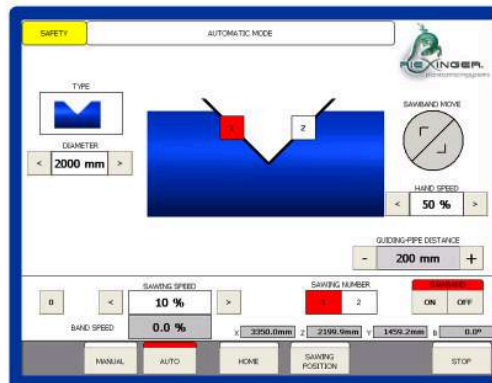 SAFETY
AUTOMATIC MODE
TYPE
DIAMETER
< 2000 mm >
1
2
SAWBAND MOVE
HAND SPEED
< 50 % >
GUIDING-PIPE DISTANCE
- 200 mm +
SAWING SPEED
0 < 10 % >
BAND SPEED 0.0 %
SAWING NUMBER
1 2
SAWBAND
ON OFF
X 3350.0mm Z 2199.9mm Y 1459.2mm B 0.0°
MANUAL AUTO HOME SAWING POSITION STOP